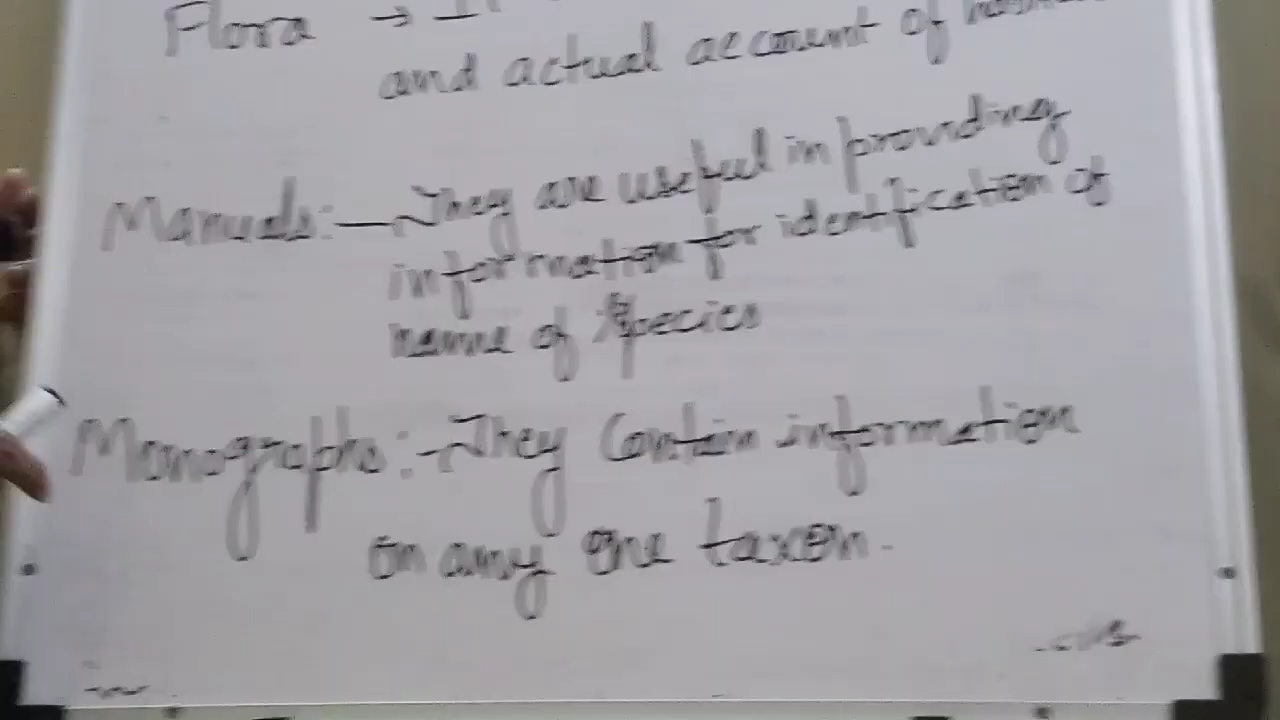 Flora →
and actual account of
Manuals:— They are useful in providing
information for identification of
name of Species
Monographs:- They Contain information
on any one taxon.